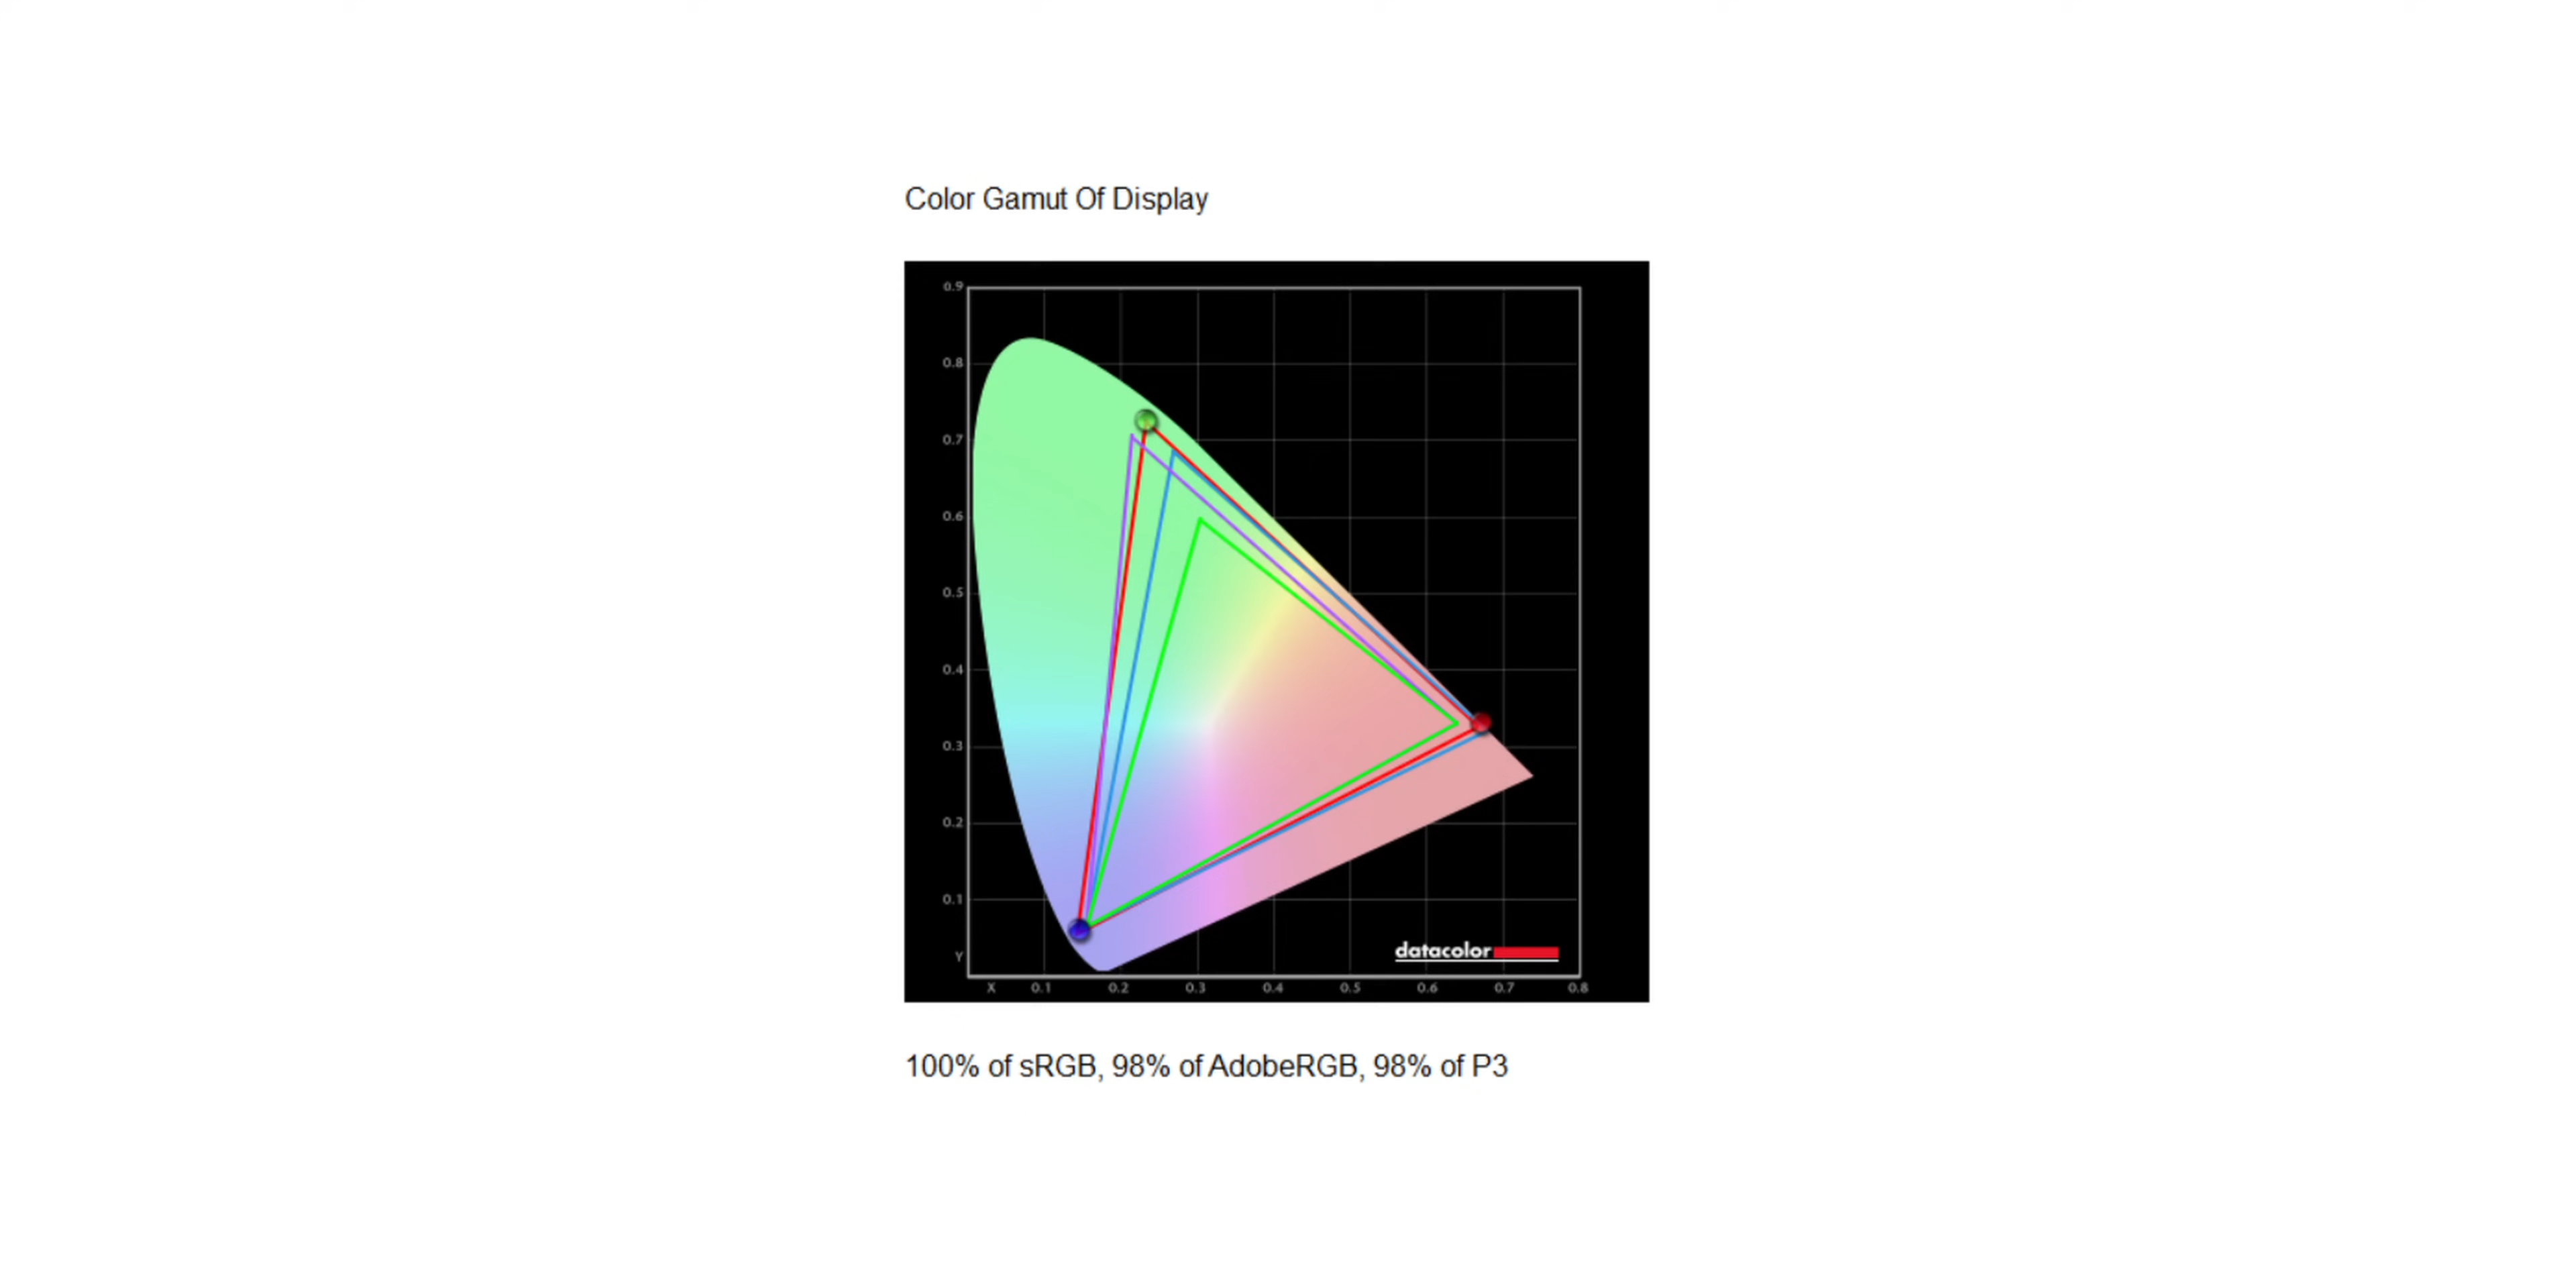 Color Gamut Of Display
0.9
0.8
0.7
0.6
0.5
0.4
0.3
0.2
0.1
Y
datacolor
X 0.1 0.2 0.3 0.4 0.5 0.6 0.7 0.8
100% of sRGB, 98% of AdobeRGB, 98% of P3